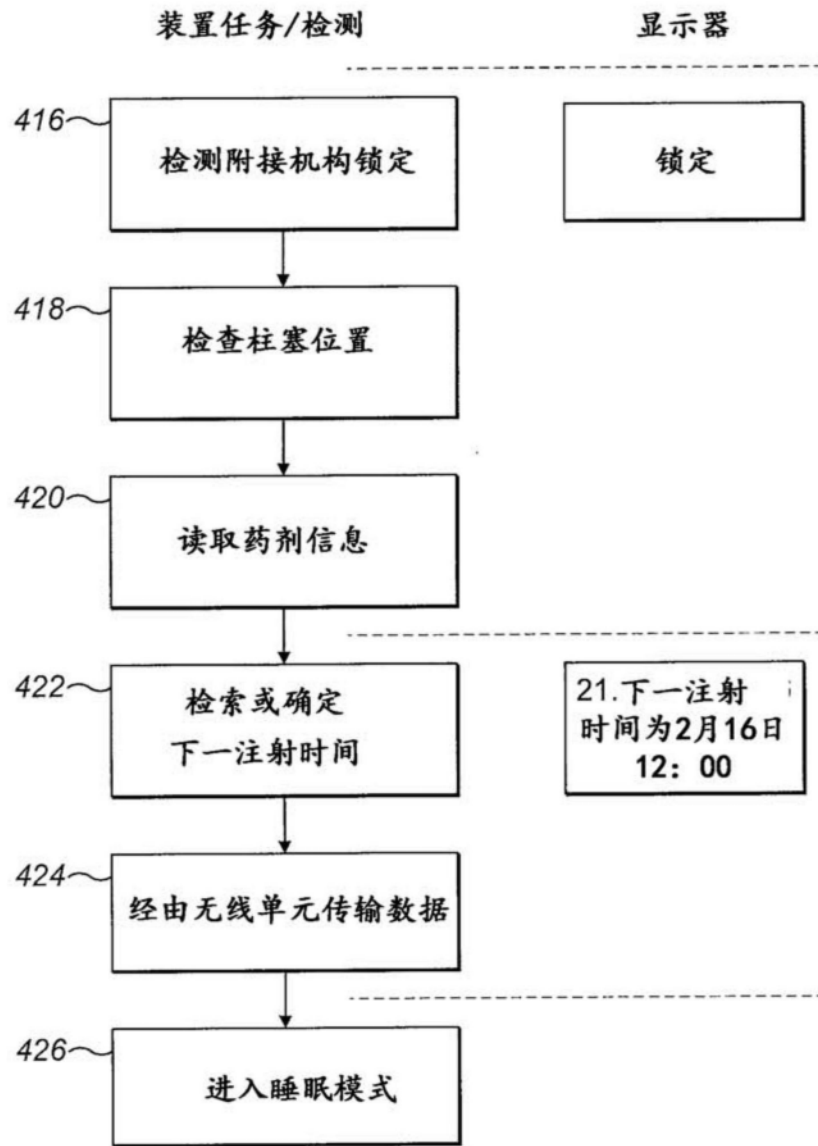 装置任务/检测
显示器
416
检测附接机构锁定
锁定
418
检查柱塞位置
420
读取药剂信息
422
检索或确定
下一注射时间
21.下一注射
时间为2月16日
12：00
424
经由无线单元传输数据
426
进入睡眠模式